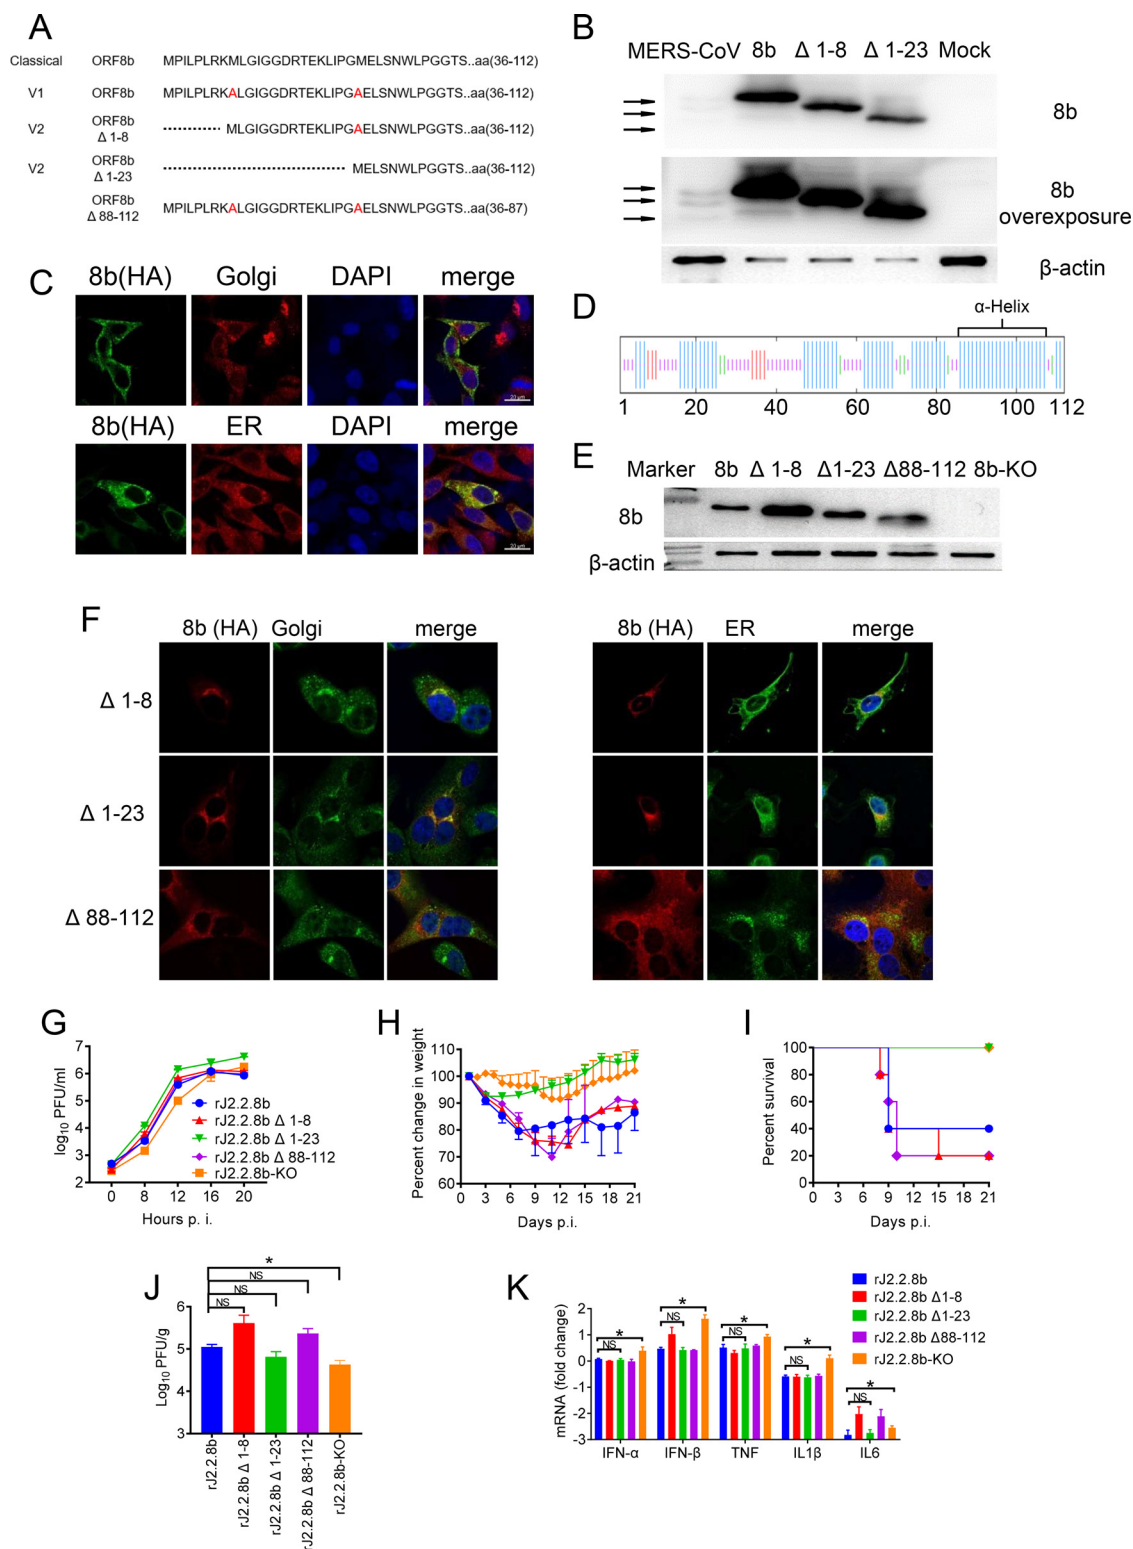 A
Classical ORF8b MPILPLRKMLGIGGDRTEKLIPGMELSNWLPGGTS..aa(36-112)
V1 ORF8b MPILPLRKALGIGGDRTEKLIPGAELSNWLPGGTS..aa(36-112)
V2 ORF8b Δ 1-8 MLGIGGDRTEKLIPGAELSNWLPGGTS..aa(36-112)
V2 ORF8b Δ 1-23 MELSNWLPGGTS..aa(36-112)
ORF8b Δ 88-112 MPILPLRKALGIGGDRTEKLIPGAELSNWLPGGTS..aa(36-87)
B
MERS-CoV 8b Δ 1-8 Δ 1-23 Mock
8b
8b
overexposure
β-actin
C
8b(HA) Golgi DAPI merge
20 μm
8b(HA) ER DAPI merge
20 μm
D
α-Helix
1 20 40 60 80 100 112
E
Marker 8b Δ 1-8 Δ1-23 Δ88-112 8b-KO
8b
β-actin
F
8b (HA) Golgi merge 8b (HA) ER merge
Δ 1-8
Δ 1-23
Δ 88-112
G
log10 PFU/ml
7
6
5
4
3
2
0 8 12 16 20
Hours p. i.
rJ2.2.8b
rJ2.2.8b Δ 1-8
rJ2.2.8b Δ 1-23
rJ2.2.8b Δ 88-112
rJ2.2.8b-KO
H
Percent change in weight
110
100
90
80
70
60
0 3 6 9 11 13 15 17 19 21
Days p.i.
I
Percent survival
100
80
60
40
20
0
0 3 6 9 12 15 18 21
Days p.i.
J
*
NS
NS
NS
Log10 PFU/g
6
5
4
3
rJ2.2.8b
rJ2.2.8b Δ 1-8
rJ2.2.8b Δ 1-23
rJ2.2.8b Δ 88-112
rJ2.2.8b-KO
K
rJ2.2.8b
rJ2.2.8b Δ1-8
rJ2.2.8b Δ1-23
rJ2.2.8b Δ88-112
rJ2.2.8b-KO
mRNA (fold change)
2
1
0
-1
-2
-3
* NS
* NS
* NS
* NS
* NS
IFN-α IFN-β TNF IL1β IL6